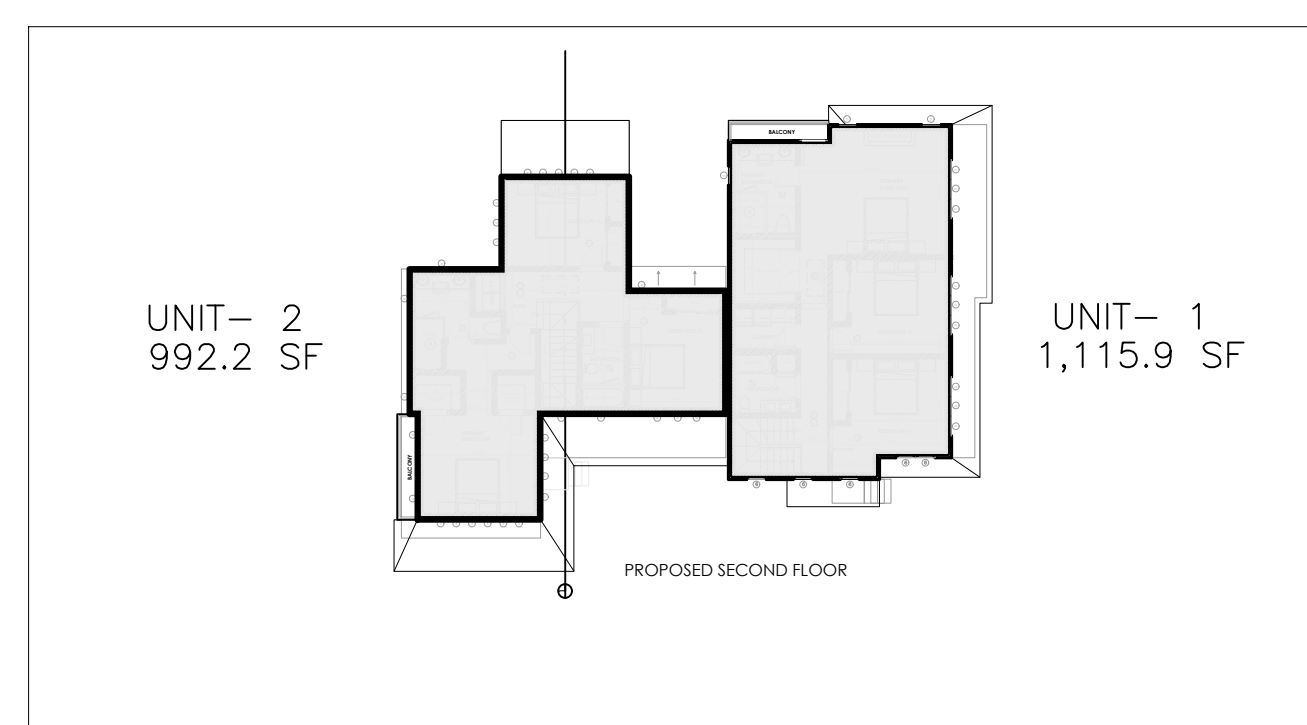 BALCONY
UNIT- 2
992.2 SF
UNIT- 1
1,115.9 SF
BALCONY
PROPOSED SECOND FLOOR